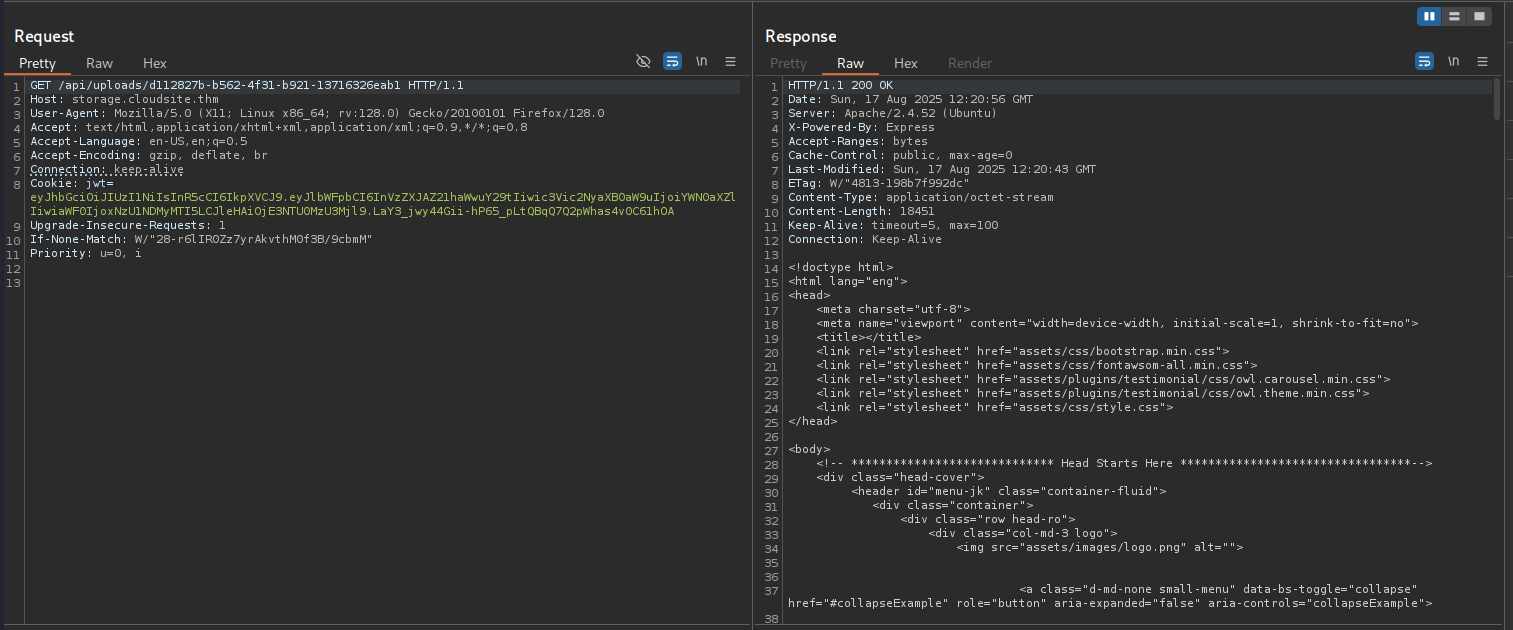 Request
Pretty Raw Hex
\n
1 GET /api/uploads/d112827b-b562-4f31-b921-13716326eab1 HTTP/1.1
2 Host: storage.cloudsite.thm
3 User-Agent: Mozilla/5.0 (X11; Linux x86_64; rv:128.0) Gecko/20100101 Firefox/128.0
4 Accept: text/html,application/xhtml+xml,application/xml;q=0.9,*/*;q=0.8
5 Accept-Language: en-US,en;q=0.5
6 Accept-Encoding: gzip, deflate, br
7 Connection: keep-alive
8 Cookie: jwt=
eyJhbGciOiJIUzI1NiIsInR5cCI6IkpXVCJ9.eyJlbWFpbCI6InVzZXJAZ21haWwuY29tIiwic3Vic2NyaXB0aW9uIjoiYWN0aXZl
IiwiaWF0IjoxNzU1NDMyMTI5LCJleHAiOjE3NTU0MzU3Mjl9.LaY3_jwy44Gii-hP65_pLtQBqQ7Q2pWhas4vOC61hOA
9 Upgrade-Insecure-Requests: 1
10 If-None-Match: W/"28-r6lIROZz7yrAkvthMOf3B/9cbmM"
11 Priority: u=0, i
12
13
Response
Pretty Raw Hex Render
\n
1 HTTP/1.1 200 OK
2 Date: Sun, 17 Aug 2025 12:20:56 GMT
3 Server: Apache/2.4.52 (Ubuntu)
4 X-Powered-By: Express
5 Accept-Ranges: bytes
6 Cache-Control: public, max-age=0
7 Last-Modified: Sun, 17 Aug 2025 12:20:43 GMT
8 ETag: W/"4813-198b7f992dc"
9 Content-Type: application/octet-stream
10 Content-Length: 18451
11 Keep-Alive: timeout=5, max=100
12 Connection: Keep-Alive
13
14 <!doctype html>
15 <html lang="eng">
16 <head>
17 <meta charset="utf-8">
18 <meta name="viewport" content="width=device-width, initial-scale=1, shrink-to-fit=no">
19 <title></title>
20 <link rel="stylesheet" href="assets/css/bootstrap.min.css">
21 <link rel="stylesheet" href="assets/css/fontawsom-all.min.css">
22 <link rel="stylesheet" href="assets/plugins/testimonial/css/owl.carousel.min.css">
23 <link rel="stylesheet" href="assets/plugins/testimonial/css/owl.theme.min.css">
24 <link rel="stylesheet" href="assets/css/style.css">
25 </head>
26
27 <body>
28 <!-- ***************************** Head Starts Here *********************************-->
29 <div class="head-cover">
30 <header id="menu-jk" class="container-fluid">
31 <div class="container">
32 <div class="row head-ro">
33 <div class="col-md-3 logo">
34 <img src="assets/images/logo.png" alt="">
35
36
37 <a class="d-md-none small-menu" data-bs-toggle="collapse"
href="#collapseExample" role="button" aria-expanded="false" aria-controls="collapseExample">
38